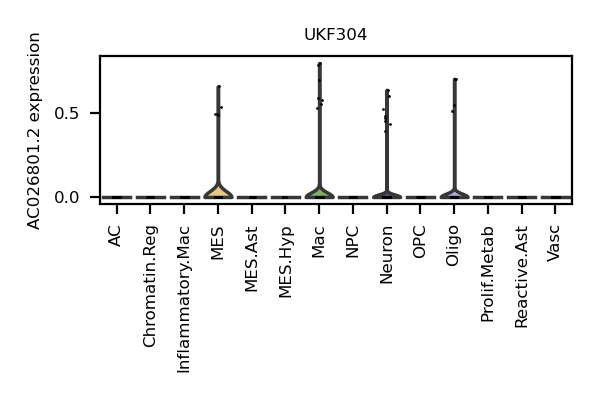 UKF304
AC026801.2 expression
0.5
0.0
AC
Chromatin.Reg
Inflammatory.Mac
MES
MES.Ast
MES.Hyp
Mac
NPC
Neuron
OPC
Oligo
Prolif.Metab
Reactive.Ast
Vasc